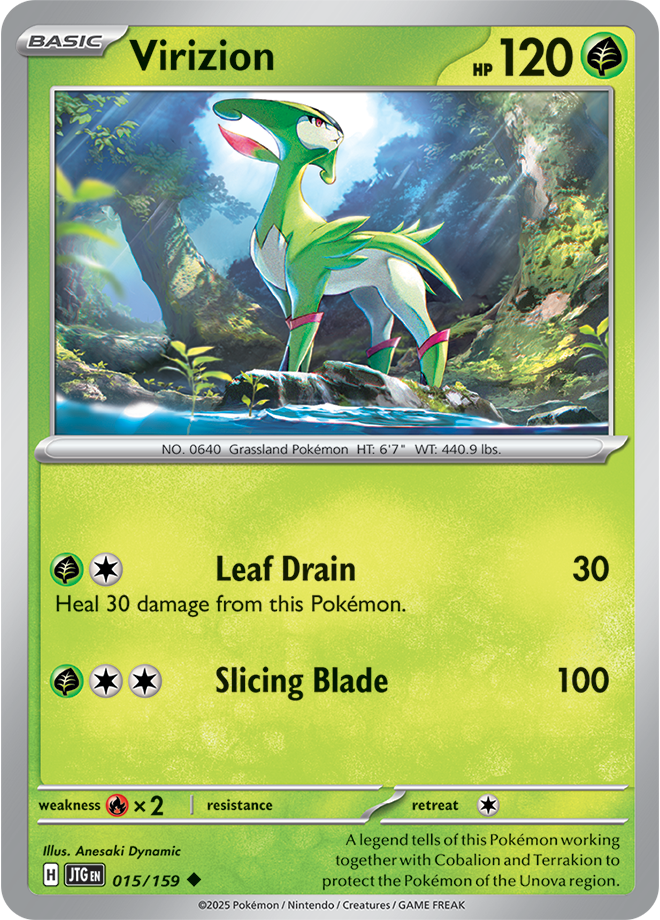 BASIC
Virizion
HP 120
NO. 0640 Grassland Pokémon HT: 6'7" WT: 440.9 lbs.
Leaf Drain 30
Heal 30 damage from this Pokémon.
Slicing Blade 100
weakness ×2 resistance retreat
Illus. Anesaki Dynamic
A legend tells of this Pokémon working
together with Cobalion and Terrakion to
protect the Pokémon of the Unova region.
H JTG EN 015/159
©2025 Pokémon / Nintendo / Creatures / GAME FREAK